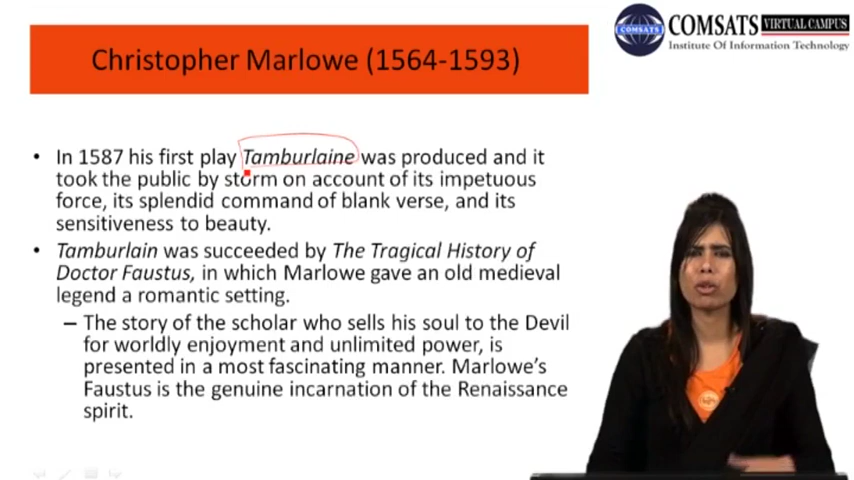 COMSATS
COMSATS VIRTUAL CAMPUS
Institute Of Information Technology
Christopher Marlowe (1564-1593)
• In 1587 his first play Tamburlaine was produced and it
took the public by storm on account of its impetuous
force, its splendid command of blank verse, and its
sensitiveness to beauty.
• Tamburlain was succeeded by The Tragical History of
Doctor Faustus, in which Marlowe gave an old medieval
legend a romantic setting.
– The story of the scholar who sells his soul to the Devil
for worldly enjoyment and unlimited power, is
presented in a most fascinating manner. Marlowe's
Faustus is the genuine incarnation of the Renaissance
spirit.